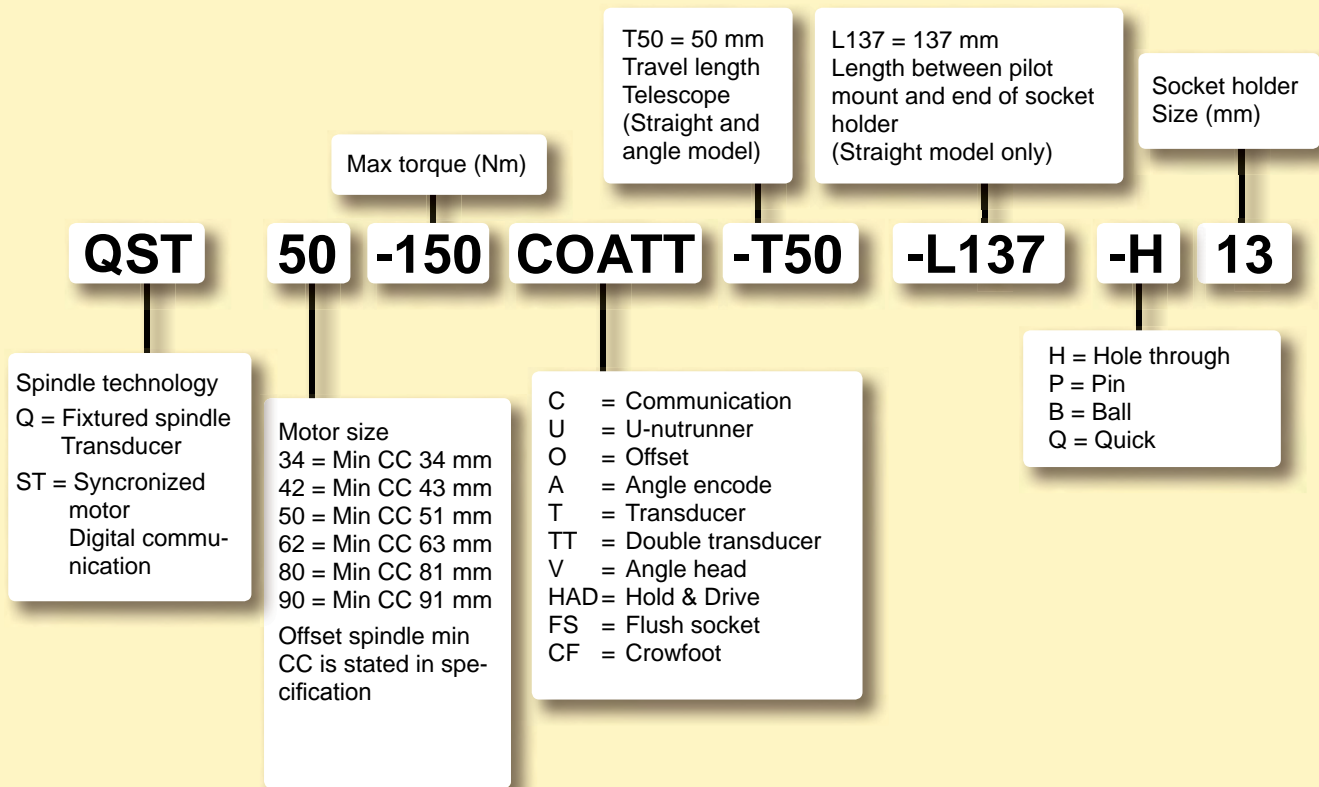 T50 = 50 mm
Travel length
Telescope
(Straight and
angle model)
L137 = 137 mm
Length between pilot
mount and end of socket
holder
(Straight model only)
Socket holder
Size (mm)
Max torque (Nm)
QST 50 -150 COATT -T50 -L137 -H 13
Spindle technology
Q = Fixtured spindle
Transducer
ST = Syncronized
motor
Digital commu-
nication
Motor size
34 = Min CC 34 mm
42 = Min CC 43 mm
50 = Min CC 51 mm
62 = Min CC 63 mm
80 = Min CC 81 mm
90 = Min CC 91 mm
Offset spindle min
CC is stated in spe-
cification
C = Communication
U = U-nutrunner
O = Offset
A = Angle encode
T = Transducer
TT = Double transducer
V = Angle head
HAD = Hold & Drive
FS = Flush socket
CF = Crowfoot
H = Hole through
P = Pin
B = Ball
Q = Quick